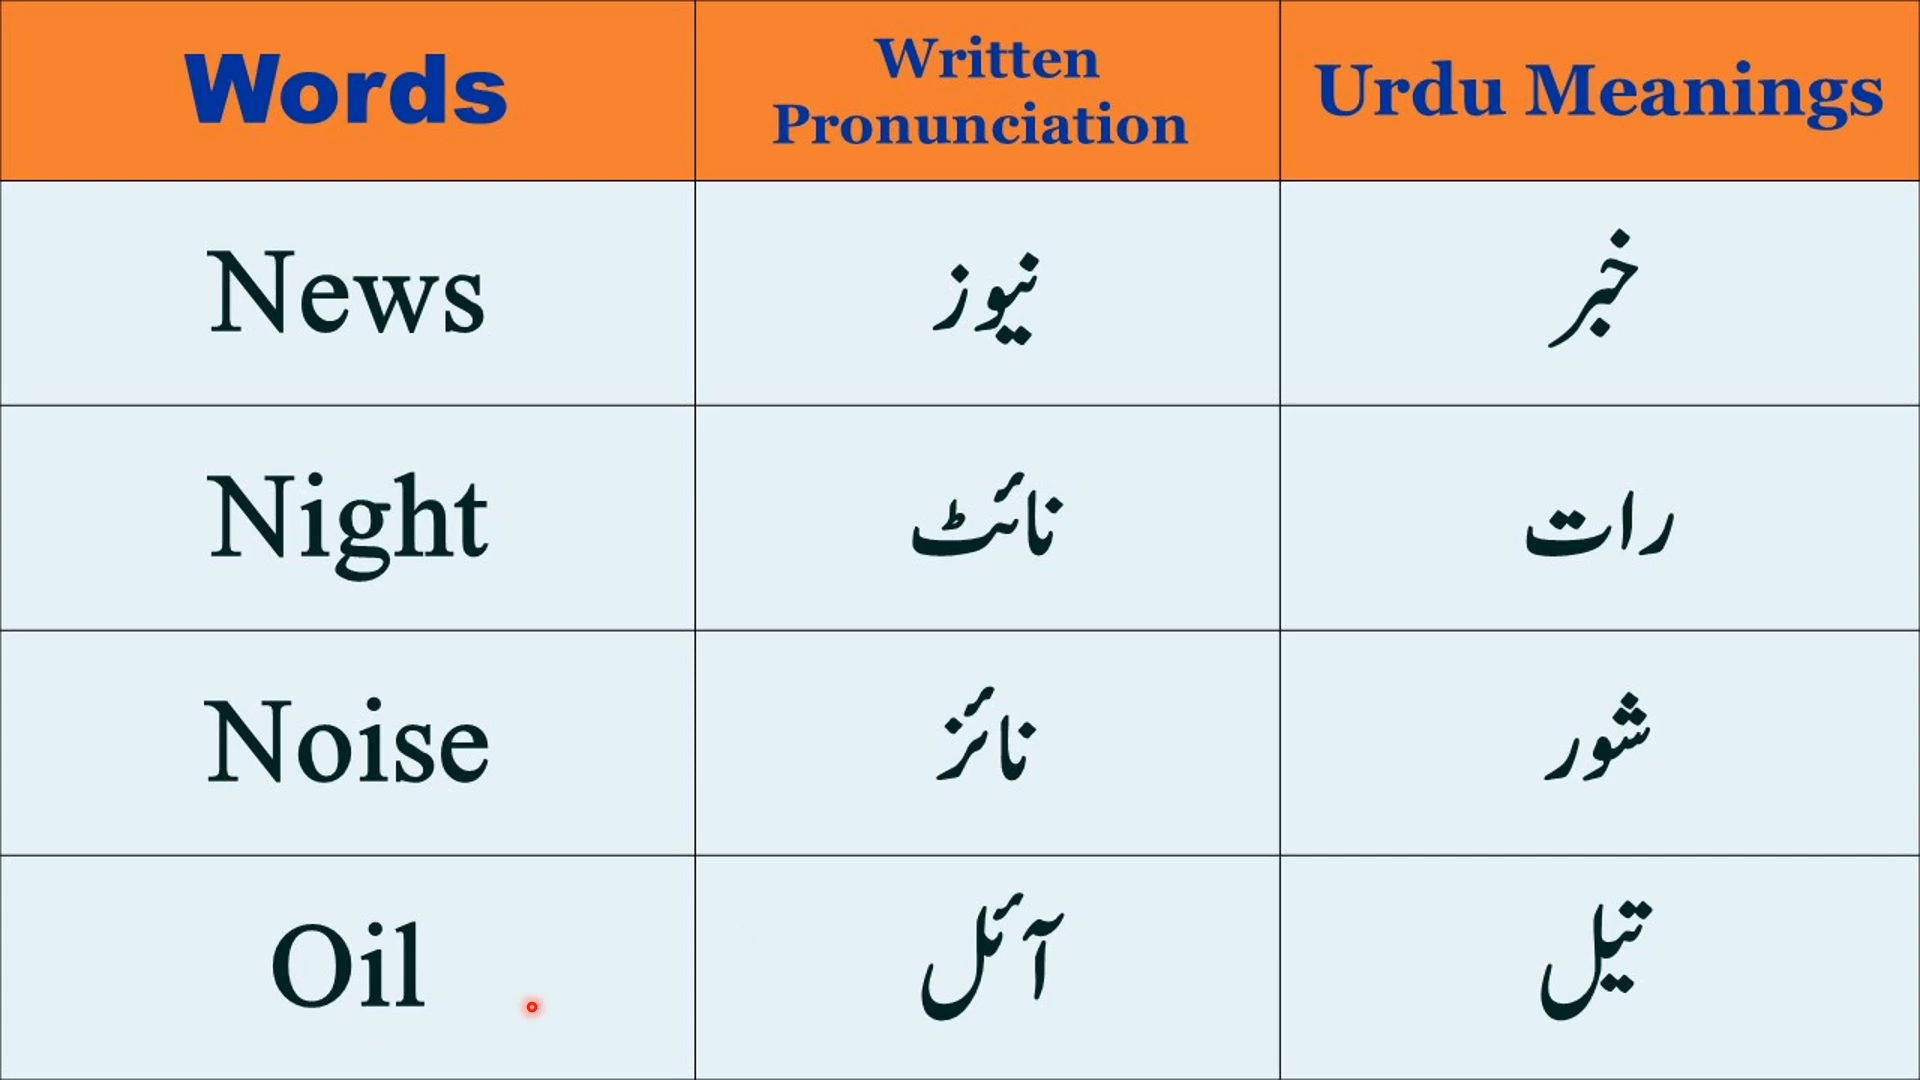 Words
Written
Pronunciation
Urdu Meanings
News
نیوز
خبر
Night
نائٹ
رات
Noise
نائز
شور
Oil
آئل
تیل